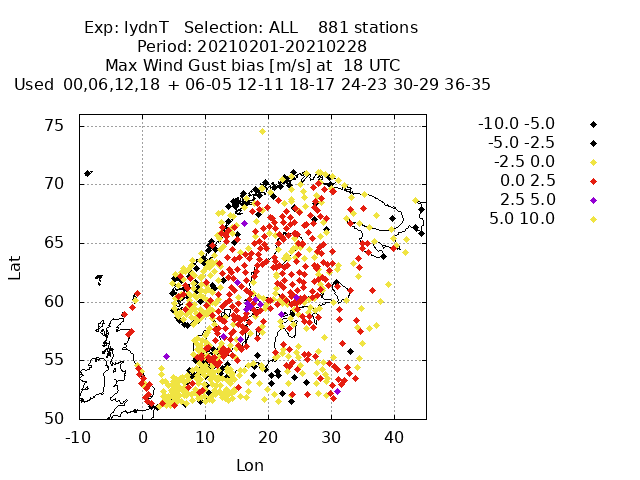 Exp: lydnT   Selection: ALL    881 stations
Period: 20210201-20210228
Max Wind Gust bias [m/s] at  18 UTC
Used  00,06,12,18  + 06-05 12-11 18-17 24-23 30-29 36-35
75
70
65
60
55
50
-10 0 10 20 30 40
Lat
Lon
-10.0 -5.0
-5.0 -2.5
-2.5 0.0
0.0 2.5
2.5 5.0
5.0 10.0